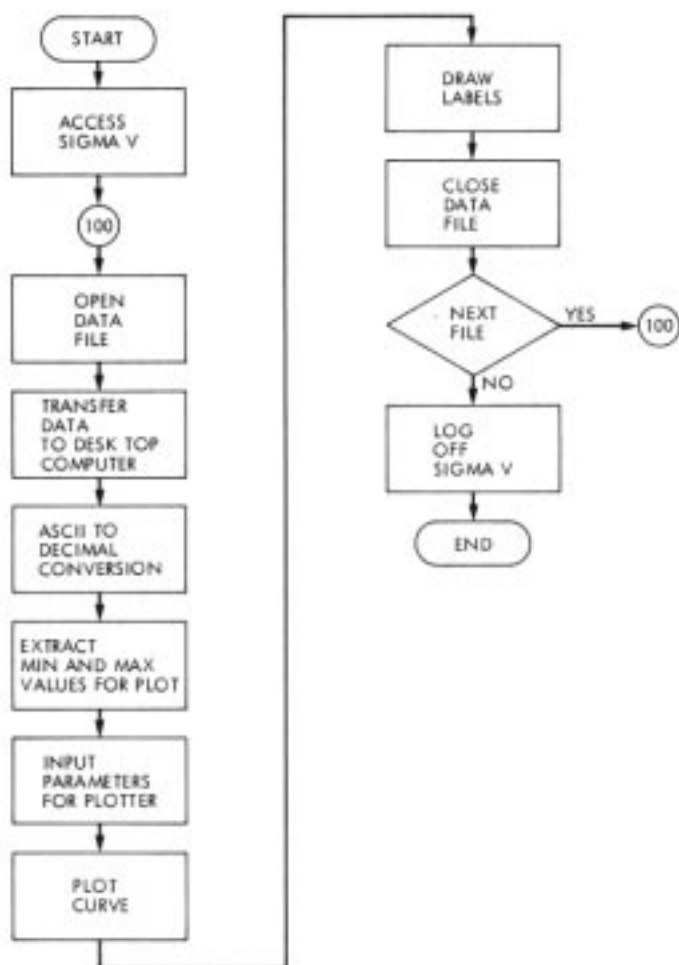 START
ACCESS
SIGMA V
100
OPEN
DATA
FILE
TRANSFER
DATA
TO DESK TOP
COMPUTER
ASCII TO
DECIMAL
CONVERSION
EXTRACT
MIN AND MAX
VALUES FOR PLOT
INPUT
PARAMETERS
FOR PLOTTER
PLOT
CURVE
DRAW
LABELS
CLOSE
DATA
FILE
NEXT
FILE
YES
100
NO
LOG
OFF
SIGMA V
END